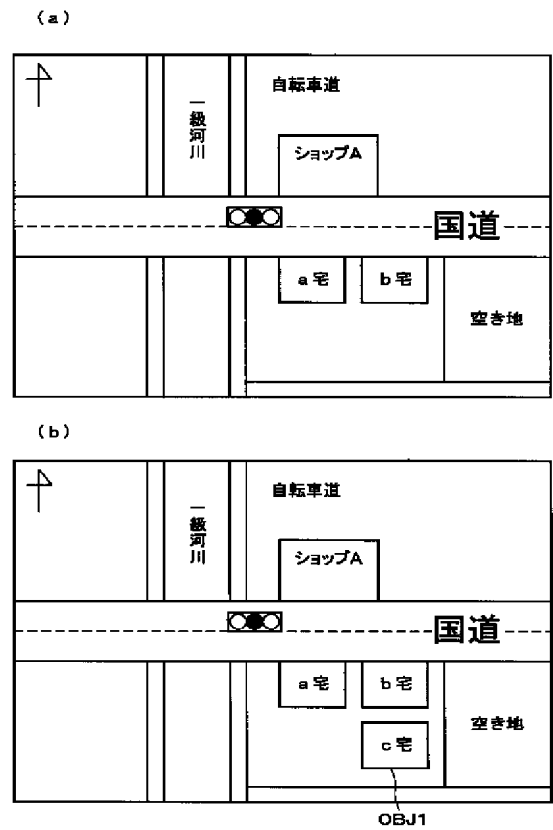 (a)
自転車道
一級河川
ショップA
国道
a宅
b宅
空き地
(b)
自転車道
一級河川
ショップA
国道
a宅
b宅
空き地
c宅
OBJ1